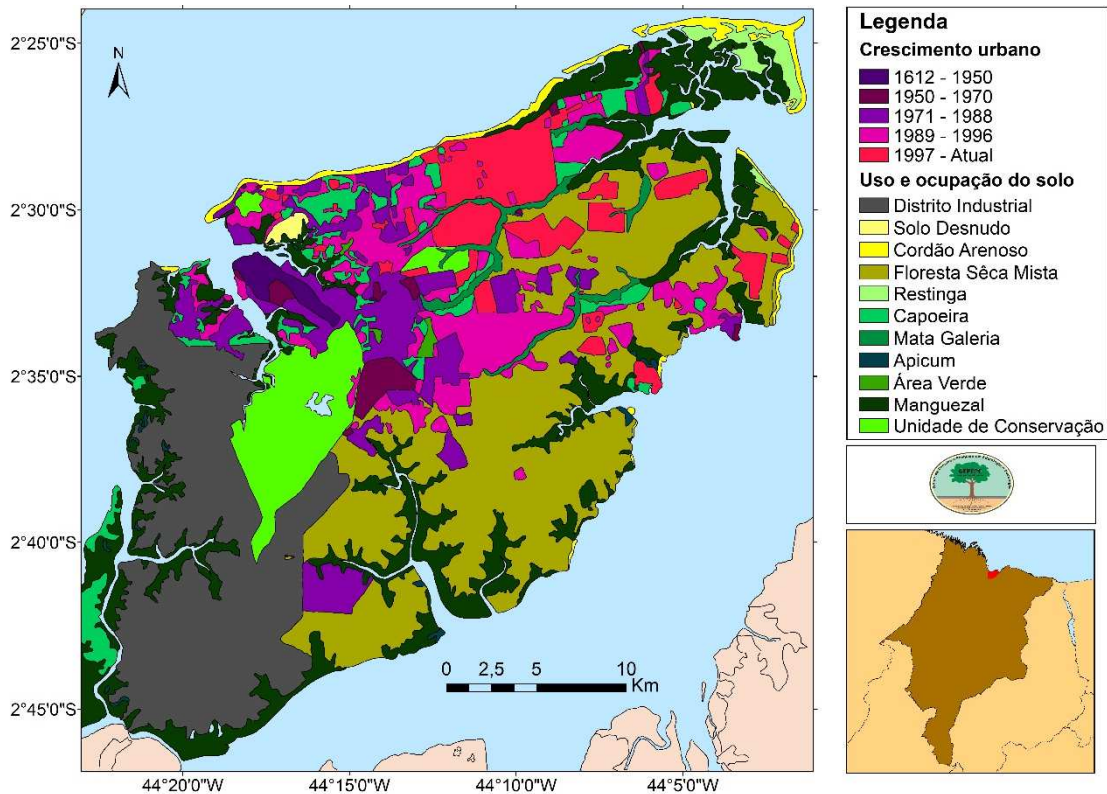 Legenda
Crescimento urbano
1612 - 1950
1950 - 1970
1971 - 1988
1989 - 1996
1997 - Atual
Uso e ocupação do solo
Distrito Industrial
Solo Desnudo
Cordão Arenoso
Floresta Sêca Mista
Restinga
Capoeira
Mata Galeria
Apicum
Área Verde
Manguezal
Unidade de Conservação
N
2°25'0"S
2°30'0"S
2°35'0"S
2°40'0"S
2°45'0"S
0 2,5 5 10
Km
44°20'0"W 44°15'0"W 44°10'0"W 44°5'0"W